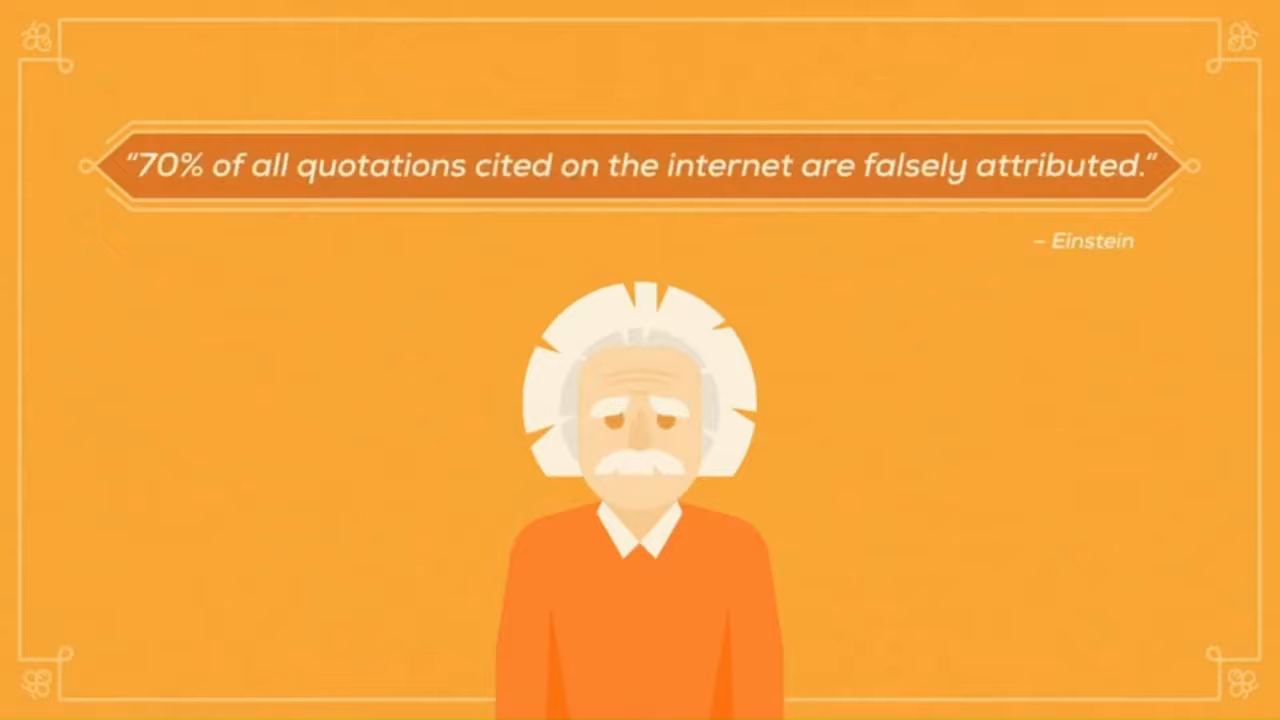 “70% of all quotations cited on the internet are falsely attributed.”
– Einstein